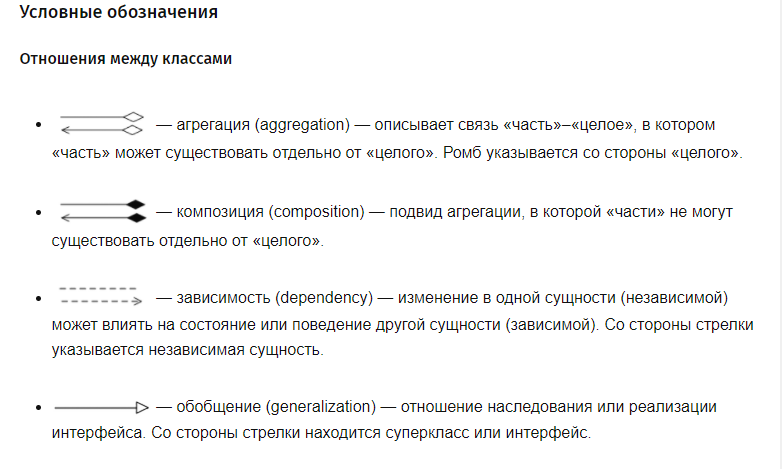 Условные обозначения
Отношения между классами
— агрегация (aggregation) — описывает связь «часть»–«целое», в котором
«часть» может существовать отдельно от «целого». Ромб указывается со стороны «целого».
— композиция (composition) — подвид агрегации, в которой «части» не могут
существовать отдельно от «целого».
— зависимость (dependency) — изменение в одной сущности (независимой)
может влиять на состояние или поведение другой сущности (зависимой). Со стороны стрелки
указывается независимая сущность.
— обобщение (generalization) — отношение наследования или реализации
интерфейса. Со стороны стрелки находится суперкласс или интерфейс.